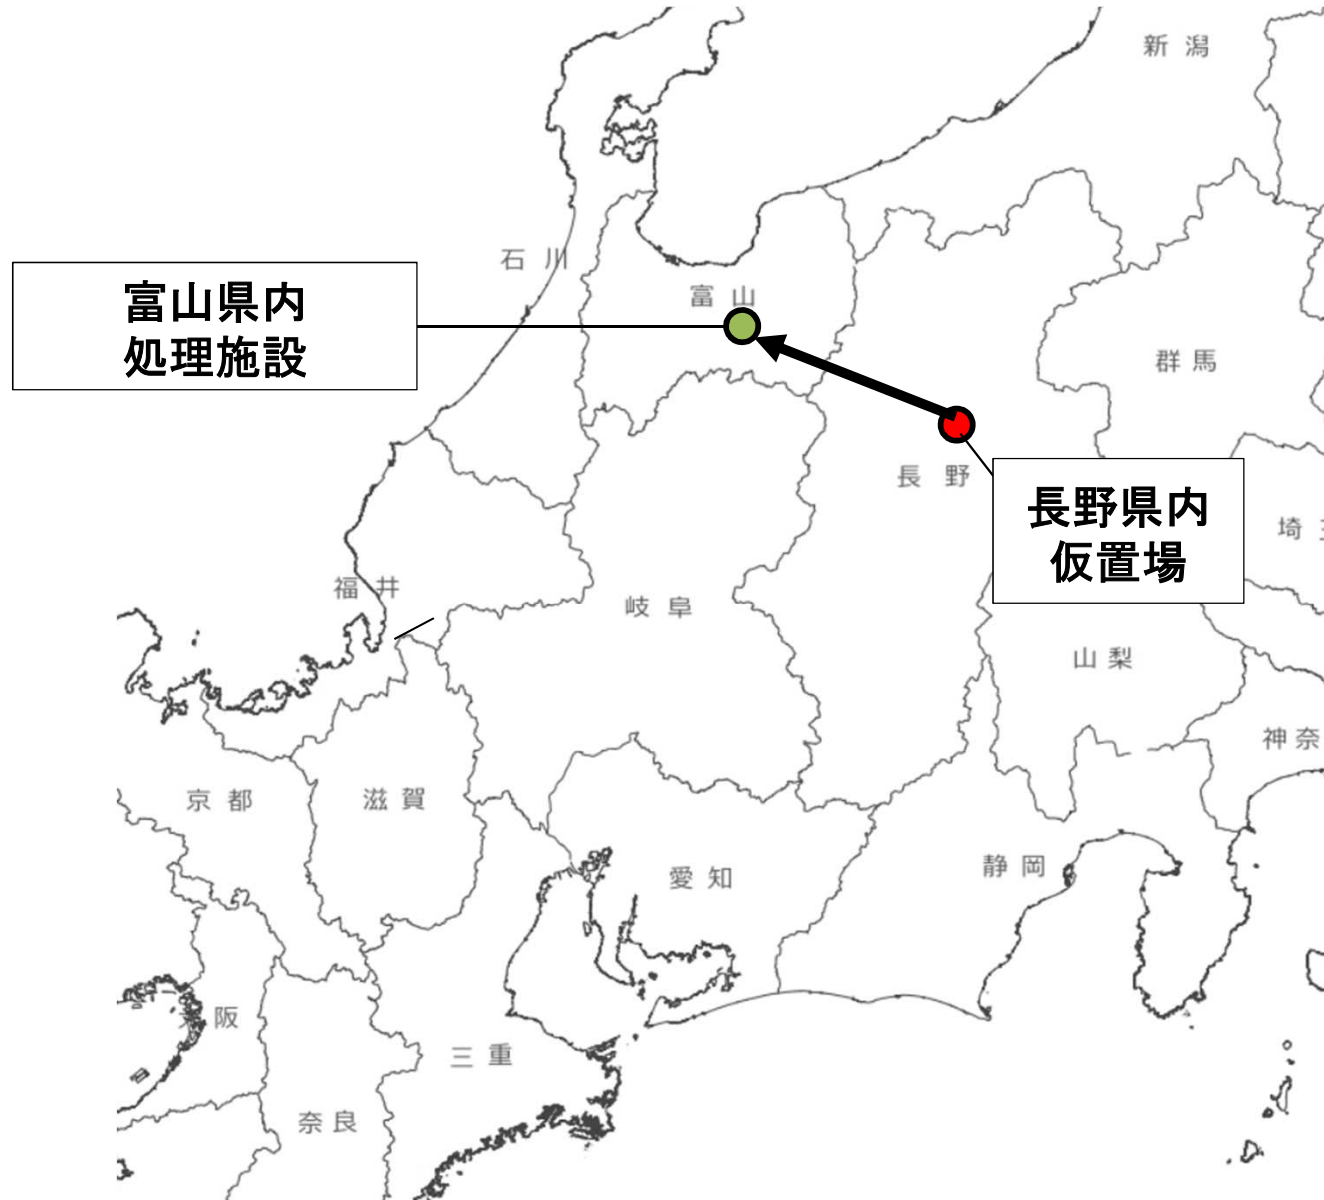 新潟
石川
富山県内
処理施設
富山
群馬
長野
長野県内
仮置場
埼
福井
岐阜
山梨
神奈
京都
滋賀
愛知
静岡
阪
三重
奈良